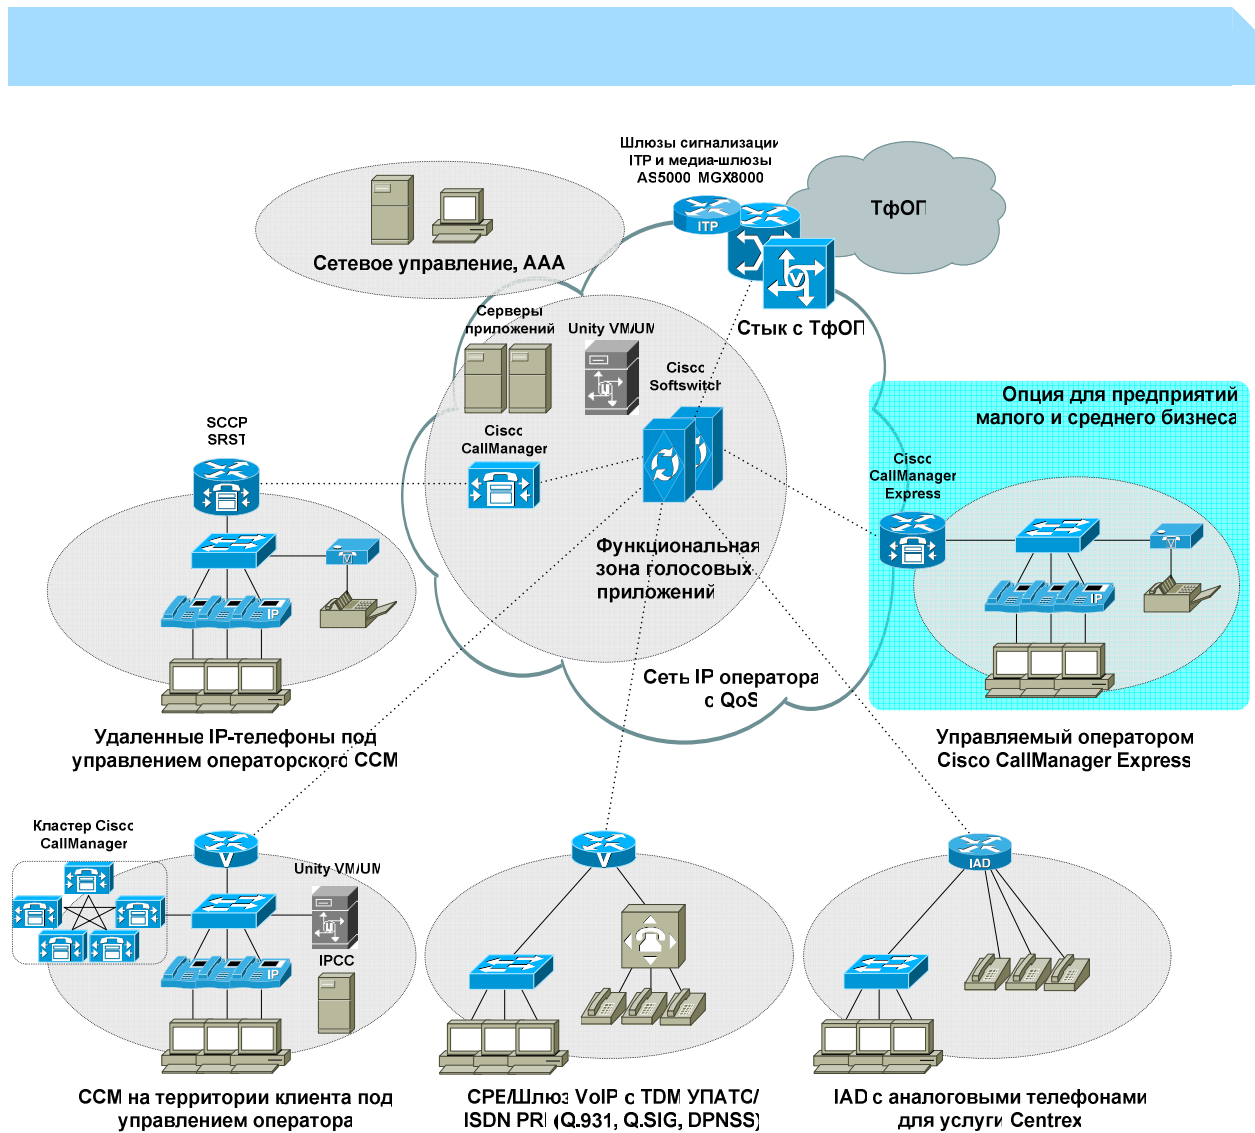 Шлюзы сигнализации
ITP и медиа-шлюзы
AS5000 MGX8000
ТфОП
ITP
Сетевое управление, ААА
V
Стык с ТфОП
Серверы
приложений
Unity VM/UM
U
Cisco
Softswitch
Cisco
CallManager
SCCP
SRST
Опция для предприятий
малого и среднего бизнеса
Cisco
CallManager
Express
V
IP
V
IP
Функциональная
зона голосовых
приложений
Сеть IP оператора
с QoS
Удаленные IP-телефоны под
управлением операторского ССМ
Управляемый оператором
Cisco CallManager Express
Кластер Cisco
CallManager
V
Unity VM/UM
U
IPCC
IP
V
IAD
ССМ на территории клиента под
управлением оператора
CPE/Шлюз VoIP с TDM УПАТС/
ISDN PRI (Q.931, Q.SIG, DPNSS)
IAD с аналоговыми телефонами
для услуги Centrex